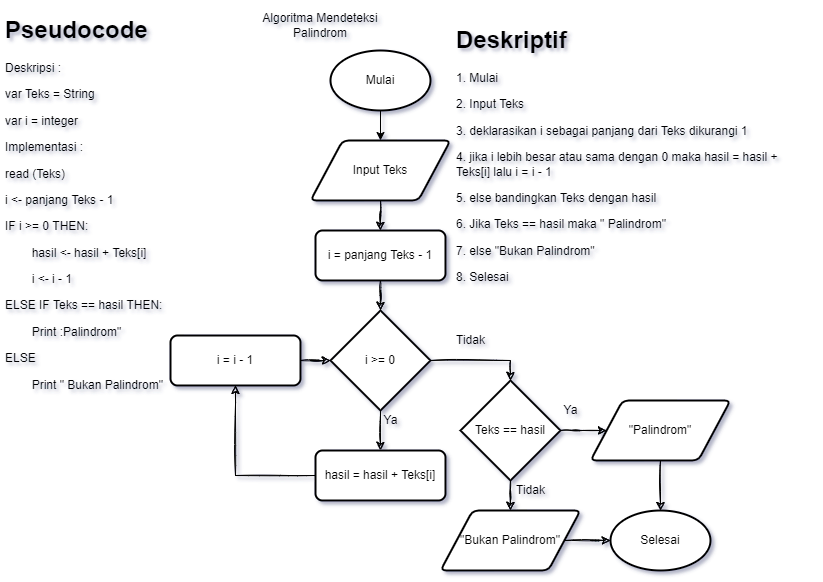 Pseudocode
Deskripsi :
var Teks = String
var i = integer
Implementasi :
read (Teks)
i <- panjang Teks - 1
IF i >= 0 THEN:
hasil <- hasil + Teks[i]
i <- i - 1
ELSE IF Teks == hasil THEN:
Print :Palindrom"
ELSE
Print " Bukan Palindrom"
Algoritma Mendeteksi
Palindrom
Mulai
Input Teks
i = panjang Teks - 1
i >= 0
i = i - 1
Ya
hasil = hasil + Teks[i]
Tidak
Teks == hasil
Ya
"Palindrom"
Tidak
"Bukan Palindrom"
Selesai
Deskriptif
1. Mulai
2. Input Teks
3. deklarasikan i sebagai panjang dari Teks dikurangi 1
4. jika i lebih besar atau sama dengan 0 maka hasil = hasil +
Teks[i] lalu i = i - 1
5. else bandingkan Teks dengan hasil
6. Jika Teks == hasil maka " Palindrom"
7. else "Bukan Palindrom"
8. Selesai